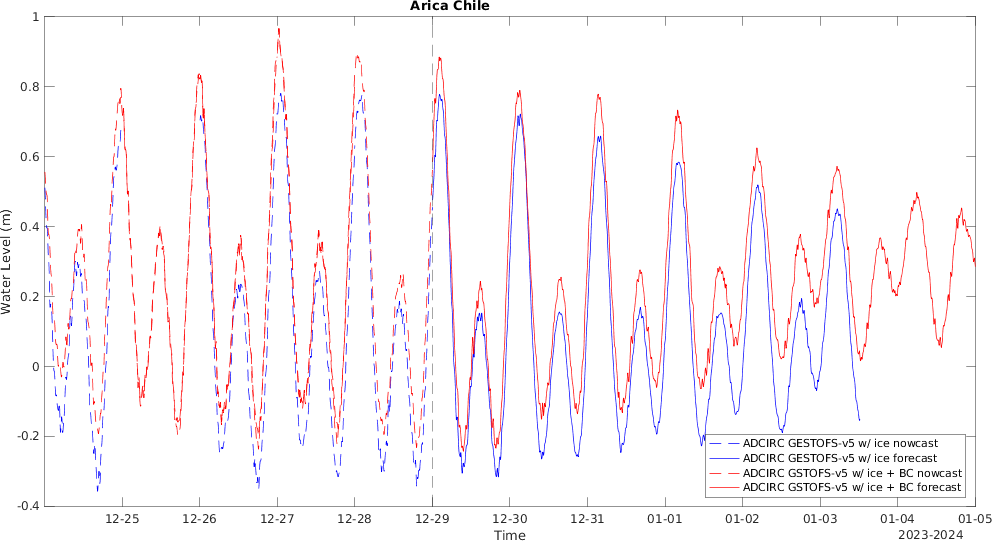 Arica Chile
Water Level (m)
1
0.8
0.6
0.4
0.2
0
-0.2
-0.4
12-25 12-26 12-27 12-28 12-29 12-30 12-31 01-01 01-02 01-03 01-04 01-05
Time
2023-2024
ADCIRC GESTOFS-v5 w/ ice nowcast
ADCIRC GESTOFS-v5 w/ ice forecast
ADCIRC GSTOFS-v5 w/ ice + BC nowcast
ADCIRC GSTOFS-v5 w/ ice + BC forecast